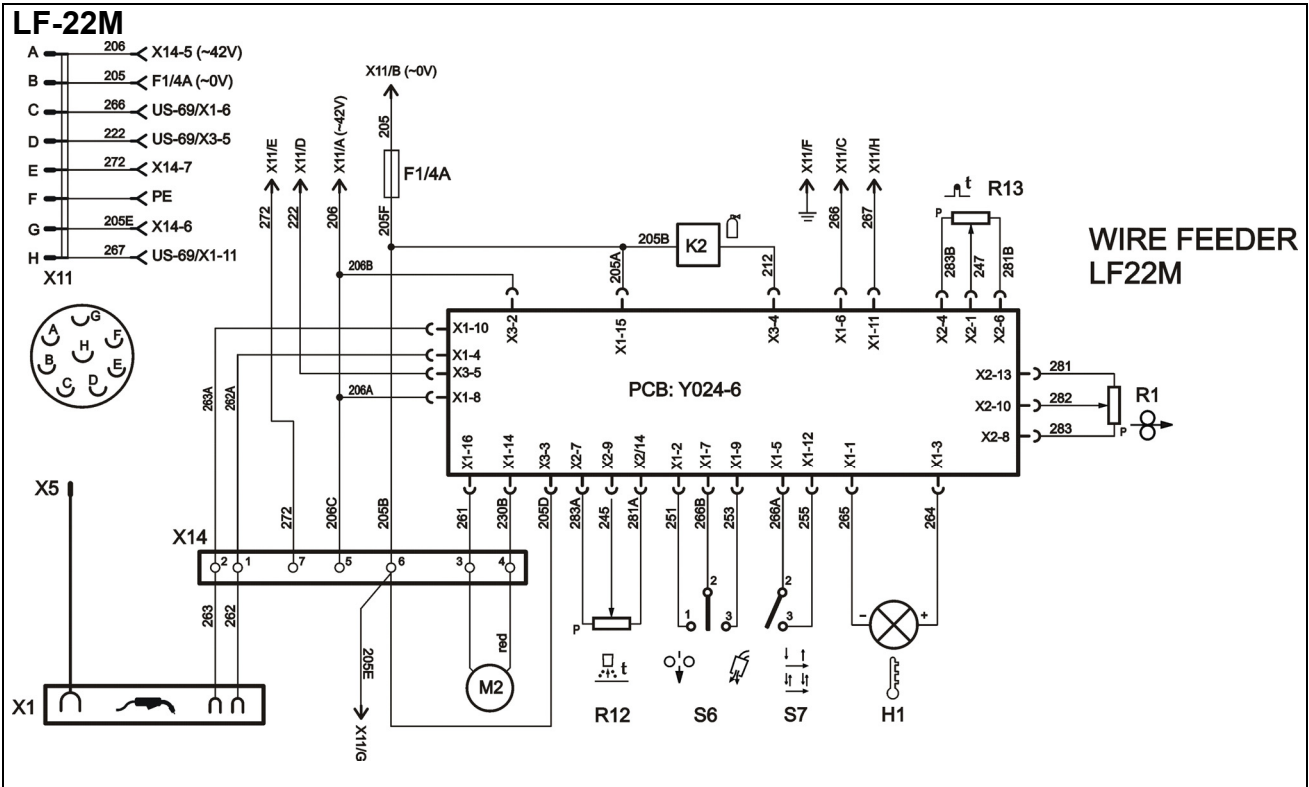 LF-22M
A 206 X14-5 (~42V)
B 205 F1/4A (~0V)
C 266 US-69/X1-6
D 222 US-69/X3-5
E 272 X14-7
F PE
G 205E X14-6
H 267 US-69/X1-11
X11
G
A
F
H
B
E
C
D
X11/B (~0V)
205
F1/4A
205F
X11/E
X11/D
X11/A (~42V)
272
222
206
X11/F
X11/C
X11/H
266
267
t
R13
P
283B
247
281B
WIRE FEEDER
LF22M
206B
205A
205B
K2
212
X1-10
X3-2
X1-15
X3-4
X1-6
X1-11
X2-4
X2-1
X2-6
X1-4
X3-5
X1-8
206A
263A
262A
PCB: Y024-6
X2-13 281
X2-10 282
X2-8 283
R1
P
X1-16
X1-14
X3-3
X2-7
X2-9
X2/14
X1-2
X1-7
X1-9
X1-5
X1-12
X1-1
X1-3
X5
272
206C
205B
261
230B
205D
283A
245
281A
251
266B
253
266A
255
265
264
X14
2 1 7 5 6 3 4
263
262
205E
X11/G
red
M2
P
t
R12
1
2
3
S6
2
3
S7
-
+
H1
X1